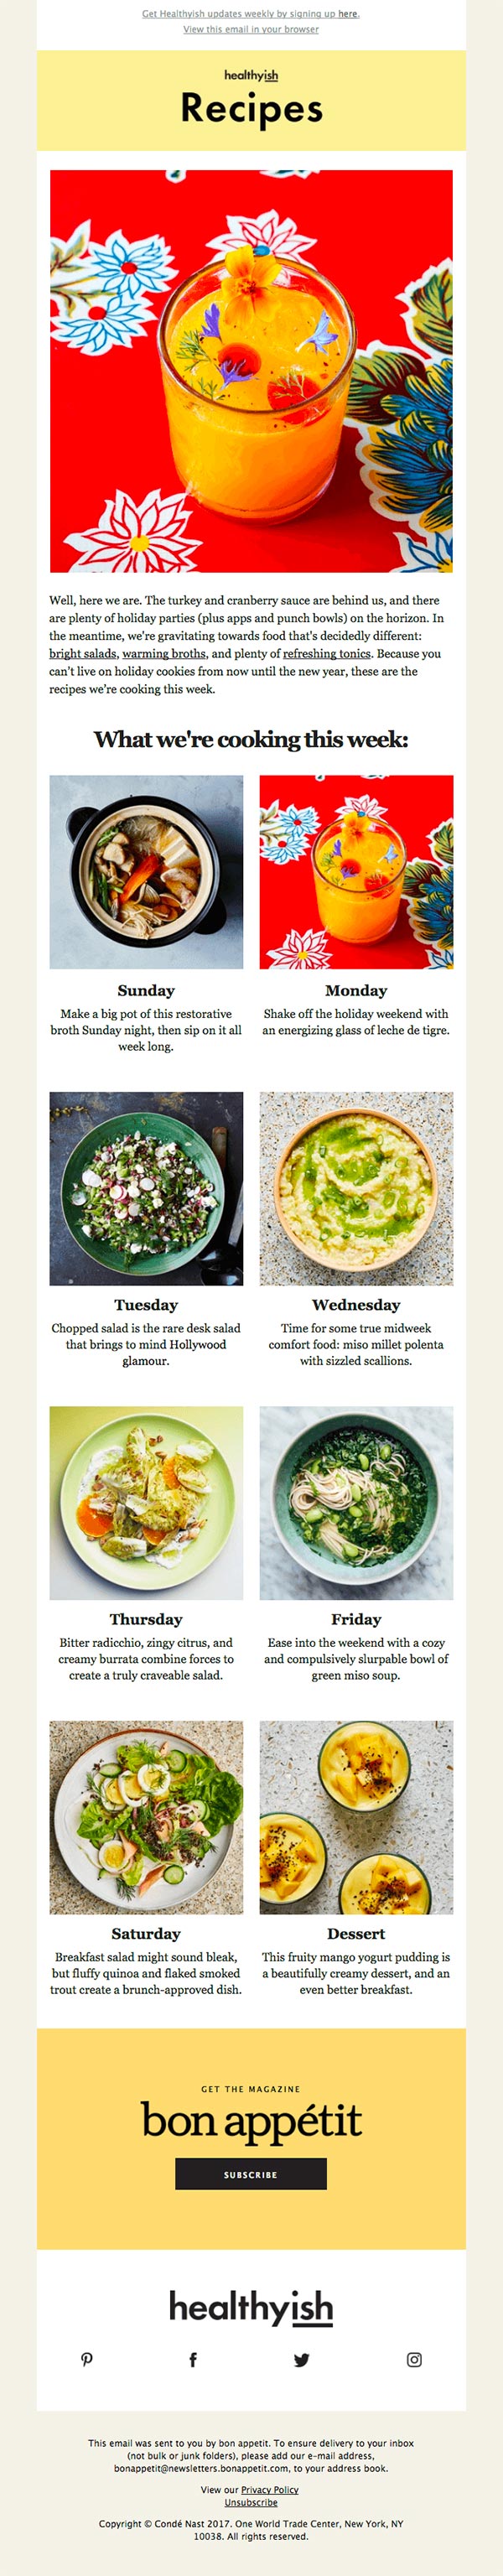 Get Healthyish updates weekly by signing up here.
View this email in your browser
healthyish
Recipes
Well, here we are. The turkey and cranberry sauce are behind us, and there
are plenty of holiday parties (plus apps and punch bowls) on the horizon. In
the meantime, we're gravitating towards food that's decidedly different:
bright salads, warming broths, and plenty of refreshing tonics. Because you
can't live on holiday cookies from now until the new year, these are the
recipes we're cooking this week.
What we're cooking this week:
Sunday
Make a big pot of this restorative
broth Sunday night, then sip on it all
week long.
Monday
Shake off the holiday weekend with
an energizing glass of leche de tigre.
Tuesday
Chopped salad is the rare desk salad
that brings to mind Hollywood
glamour.
Wednesday
Time for some true midweek
comfort food: miso millet polenta
with sizzled scallions.
Thursday
Bitter radicchio, zingy citrus, and
creamy burrata combine forces to
create a truly craveable salad.
Friday
Ease into the weekend with a cozy
and compulsively slurpable bowl of
green miso soup.
Saturday
Breakfast salad might sound bleak,
but fluffy quinoa and flaked smoked
trout create a brunch-approved dish.
Dessert
This fruity mango yogurt pudding is
a beautifully creamy dessert, and an
even better breakfast.
GET THE MAGAZINE
bon appétit
SUBSCRIBE
healthyish
This email was sent to you by bon appetit. To ensure delivery to your inbox
(not bulk or junk folders), please add our e-mail address,
bonappetit@newsletters.bonappetit.com, to your address book.
View our Privacy Policy
Unsubscribe
Copyright © Condé Nast 2017. One World Trade Center, New York, NY
10038. All rights reserved.